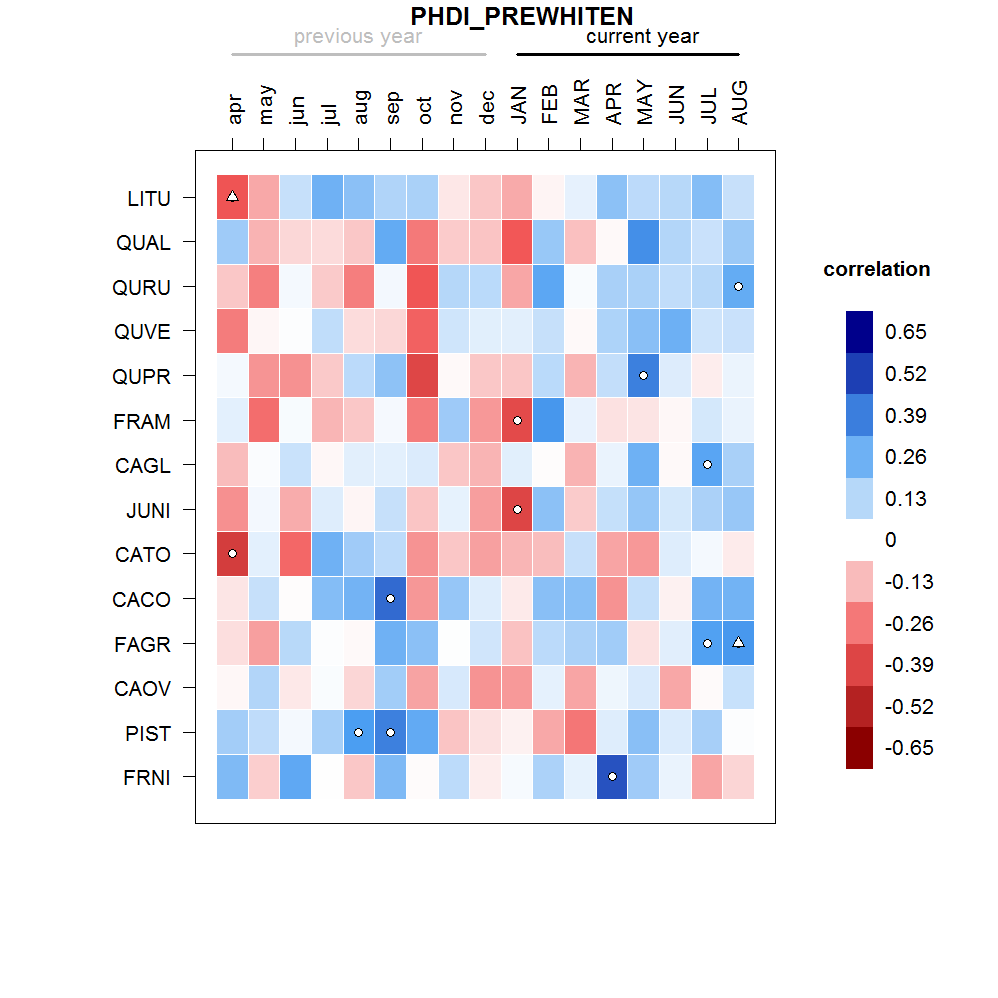 PHDI_PREWHITEN
previous year
current year
apr
may
jun
jul
aug
sep
oct
nov
dec
JAN
FEB
MAR
APR
MAY
JUN
JUL
AUG
LITU
QUAL
QURU
QUVE
QUPR
FRAM
CAGL
JUNI
CATO
CACO
FAGR
CAOV
PIST
FRNI
correlation
0.65
0.52
0.39
0.26
0.13
0
-0.13
-0.26
-0.39
-0.52
-0.65